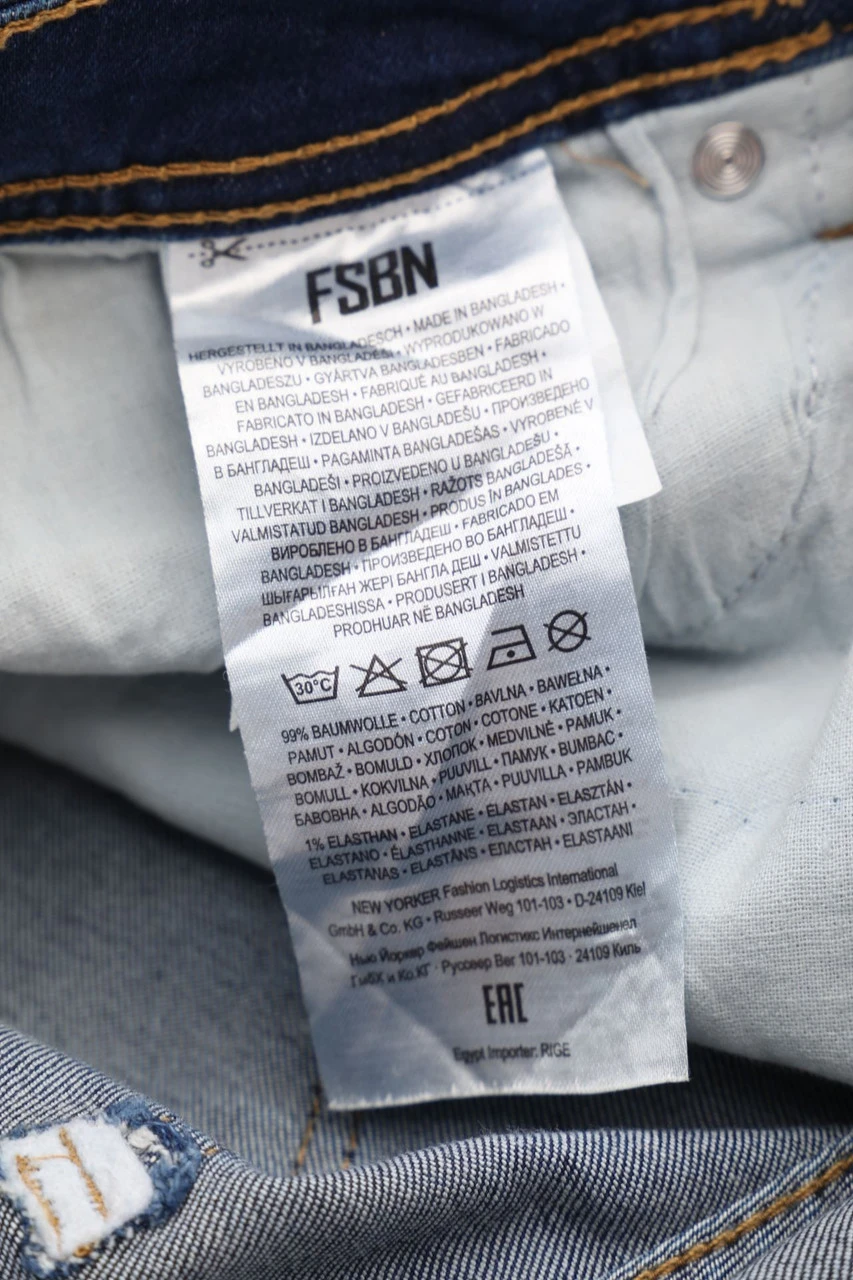 FSBN
HERGESTELLT IN BANGLADESCH • MADE IN BANGLADESH •
VYROBENO V BANGLADÉŠI • WYPRODUKOWANO W
BANGLADESZU • GYÁRTVA BANGLADESBEN • FABRICADO
EN BANGLADESH • FABRIQUÉ AU BANGLADESH •
FABRICATO IN BANGLADESH • GEFABRICEERD IN
BANGLADESH • IZDELANO V BANGLADEŠU • ПРОИЗВЕДЕНО
В БАНГЛАДЕШ • PAGAMINTA BANGLADEŠAS • VYROBENÉ V
BANGLADEŠI • PROIZVEDENO U BANGLADEŠU •
TILLVERKAT I BANGLADESH • RAŽOTS BANGLADEŠĀ •
VALMISTATUD BANGLADESH • PRODUS ÎN BANGLADES •
ВИРОБЛЕНО В БАНГЛАДЕШ • FABRICADO EM
BANGLADESH • ПРОИЗВЕДЕНО ВО БАНГЛАДЕШ •
ШЫҒАРЫЛҒАН ЖЕРІ БАНГЛА ДЕШ • VALMISTETTU
BANGLADESHISSA • PRODUSERT I BANGLADESH •
PRODHUAR NË BANGLADESH
30°C
99% BAUMWOLLE • COTTON • BAVLNA • BAWEŁNA •
PAMUT • ALGODÓN • COTON • COTONE • KATOEN •
BOMBAŽ • BOMULD • ХЛОПОК • MEDVILNĖ • PAMUK •
BOMULL • KOKVILNA • PUUVILL • ПАМУК • BUMBAC •
БАВОВНА • ALGODÃO • МАҚТА • PUUVILLA • PAMBUK
1% ELASTHAN • ELASTANE • ELASTAN • ELASZTÁN •
ELASTANO • ÉLASTHANNE • ELASTAAN • ЭЛАСТАН •
ELASTANAS • ELASTĀNS • ЕЛАСТАН • ELASTAANI
NEW YORKER Fashion Logistics International
GmbH & Co. KG • Russeer Weg 101-103 • D-24109 Kiel
Нью Йоркер Фейшен Логистикс Интернейшенел
ГмбХ и Ко.КГ · Руссеер Вег 101-103 · 24109 Киль
EAC
Egypt Importer: RIGE